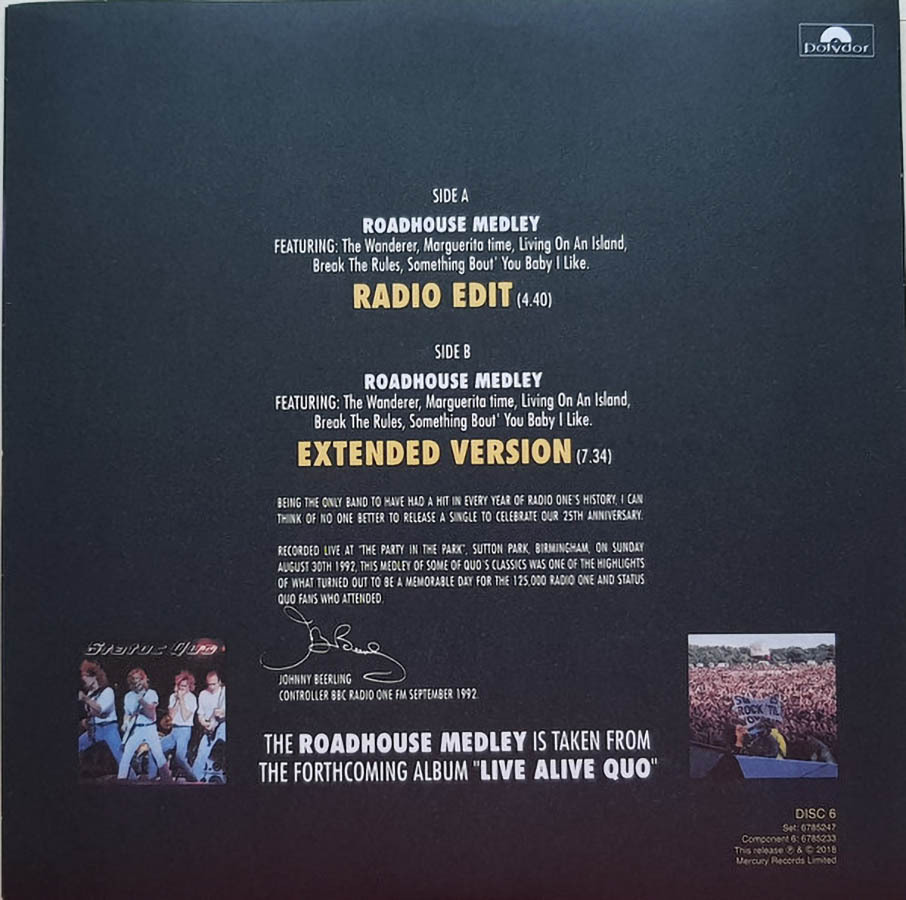 Polydor
SIDE A
ROADHOUSE MEDLEY
FEATURING: The Wanderer, Marguerita time, Living On An Island,
Break The Rules, Something Bout' You Baby I Like.
RADIO EDIT (4.40)
SIDE B
ROADHOUSE MEDLEY
FEATURING: The Wanderer, Marguerita time, Living On An Island,
Break The Rules, Something Bout' You Baby I Like.
EXTENDED VERSION (7.34)
BEING THE ONLY BAND TO HAVE HAD A HIT IN EVERY YEAR OF RADIO ONE'S HISTORY, I CAN
THINK OF NO ONE BETTER TO RELEASE A SINGLE TO CELEBRATE OUR 25TH ANNIVERSARY.
RECORDED LIVE AT "THE PARTY IN THE PARK", SUTTON PARK, BIRMINGHAM, ON SUNDAY
AUGUST 30TH 1992, THIS MEDLEY OF SOME OF QUO'S CLASSICS WAS ONE OF THE HIGHLIGHTS
OF WHAT TURNED OUT TO BE A MEMORABLE DAY FOR THE 125,000 RADIO ONE AND STATUS
QUO FANS WHO ATTENDED.
JOHNNY BEERLING
CONTROLLER BBC RADIO ONE FM SEPTEMBER 1992.
Status Quo
ROCK 'TIL
THE ROADHOUSE MEDLEY IS TAKEN FROM
THE FORTHCOMING ALBUM "LIVE ALIVE QUO"
DISC 6
Set: 6785247
Component 6: 6785233
This release ℗ & © 2018
Mercury Records Limited